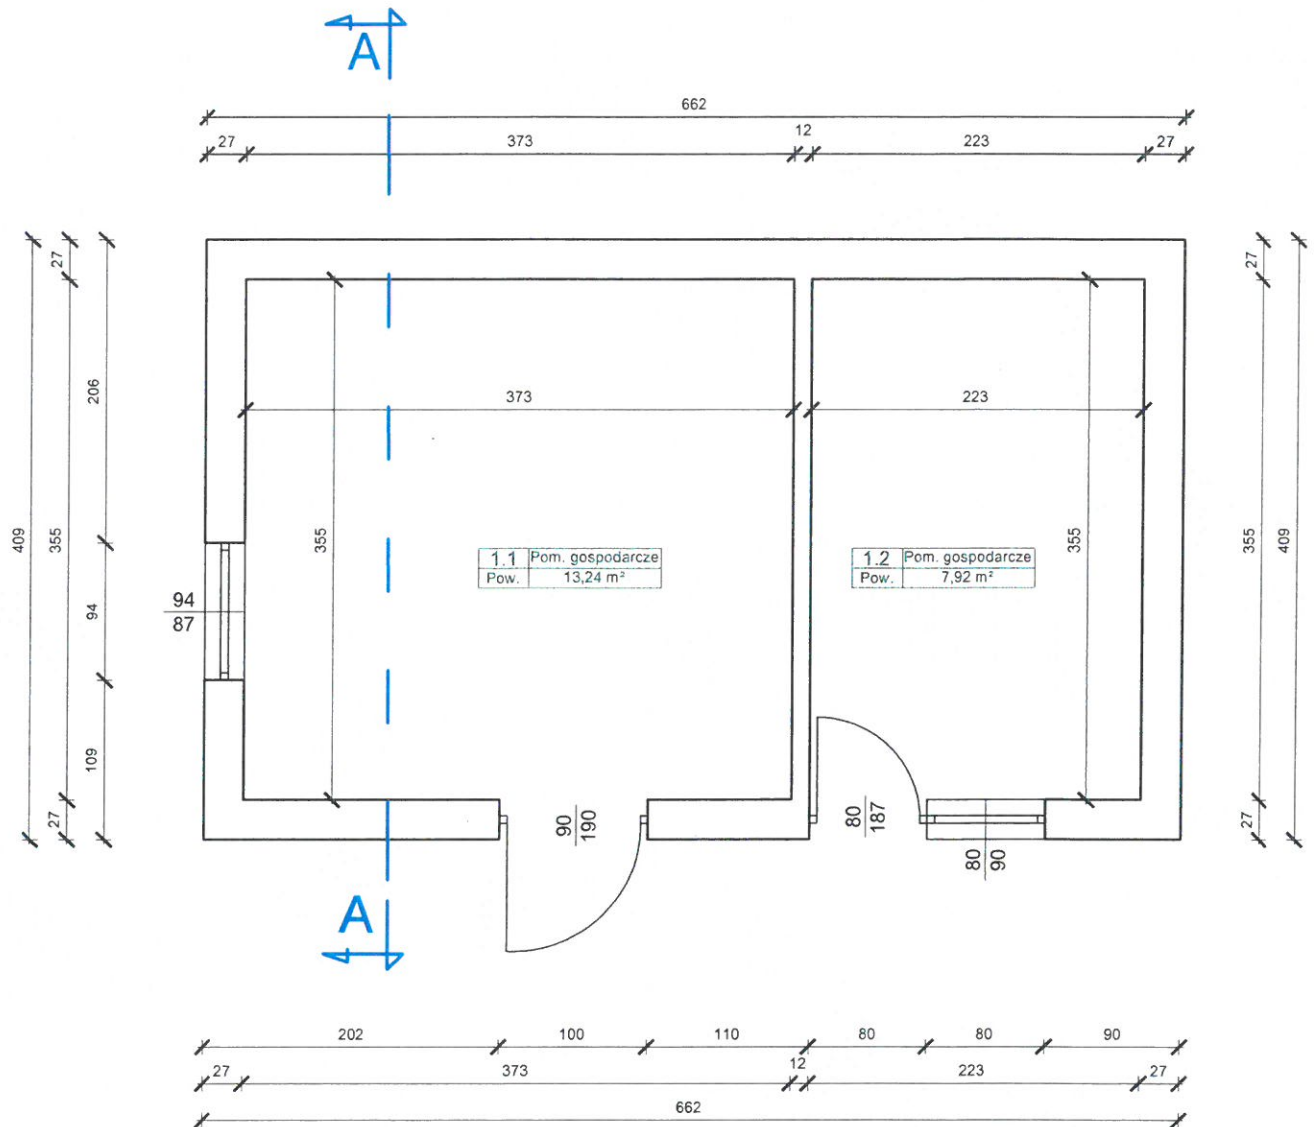 A
662
27 373 12 223 27
27
27
206
373
223
409
355
355
355
355
409
1.1 Pom. gospodarcze
Pow. 13,24 m²
1.2 Pom. gospodarcze
Pow. 7,92 m²
94
94
87
109
27
90
190
80
187
27
80
90
A
202 100 110 80 80 90
27 373 12 223 27
662